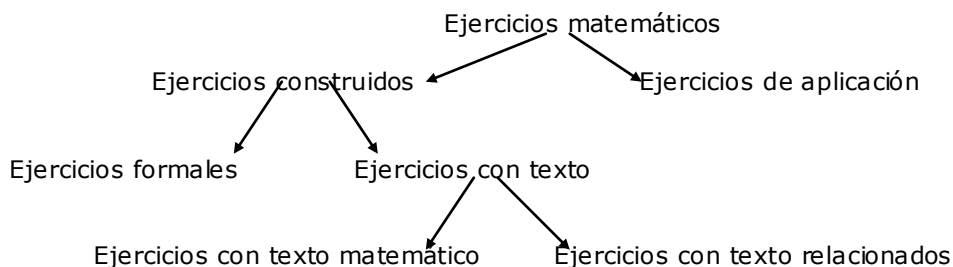 Ejercicios matemáticos
Ejercicios construidos Ejercicios de aplicación
Ejercicios formales Ejercicios con texto
Ejercicios con texto matemático Ejercicios con texto relacionados